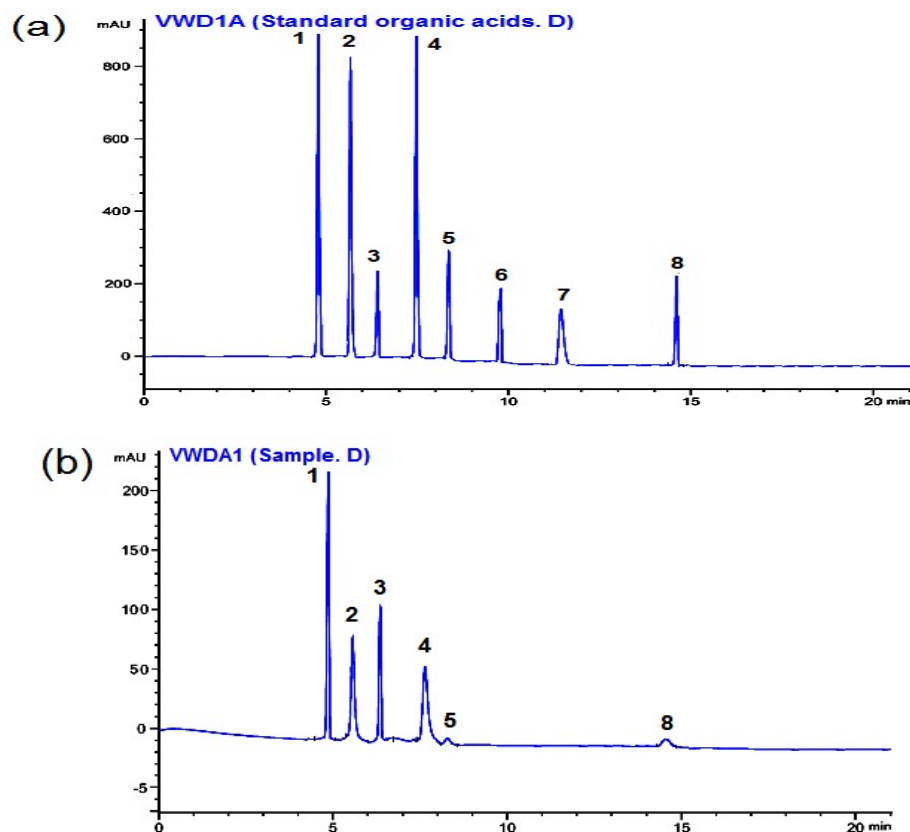 (a)
mAU
VWD1A (Standard organic acids. D)
1 2 4
800
600
400
3 5 6 7 8
200
0
0 5 10 15 20 min
(b)
mAU
VWDA1 (Sample. D)
1
200
150
3
100
2
4
50
5 8
0
-5
0 5 10 15 20 min